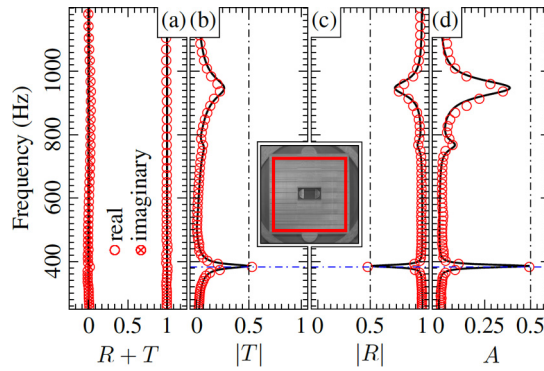 (a) (b) (c) (d)
Frequency (Hz)
1000
800
600
400
real
imaginary
0 0.5 1 0 0.5 1 0 0.5 1 0 0.25 0.5
R + T |T| |R| A